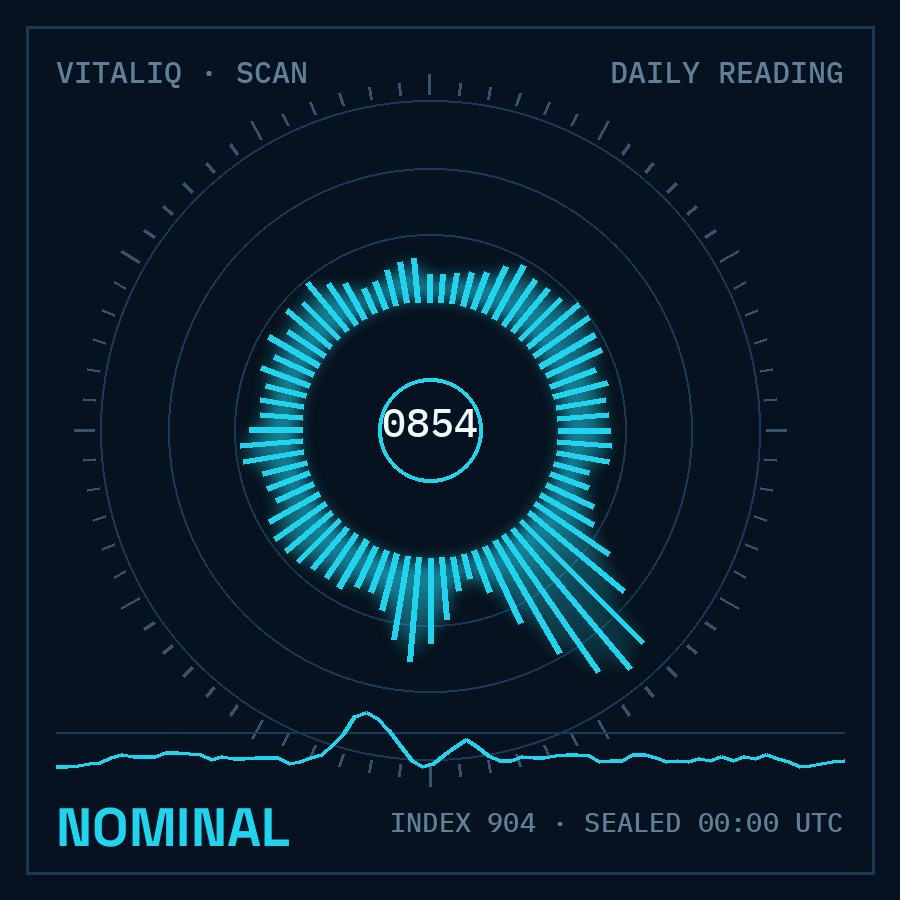 VITALIQ · SCAN
DAILY READING
0854
NOMINAL
INDEX 904 · SEALED 00:00 UTC